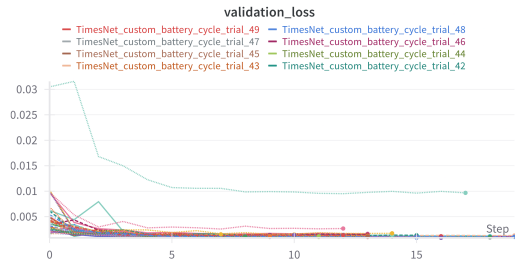 validation_loss
TimesNet_custom_battery_cycle_trial_49 TimesNet_custom_battery_cycle_trial_48
TimesNet_custom_battery_cycle_trial_47 TimesNet_custom_battery_cycle_trial_46
TimesNet_custom_battery_cycle_trial_45 TimesNet_custom_battery_cycle_trial_44
TimesNet_custom_battery_cycle_trial_43 TimesNet_custom_battery_cycle_trial_42
0.03
0.025
0.02
0.015
0.01
0.005
Step
0 5 10 15